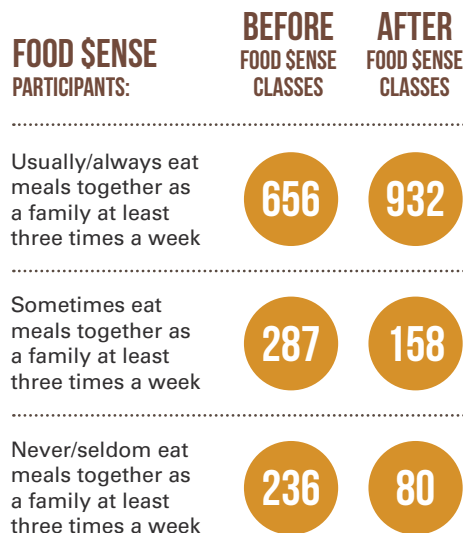 FOOD $ENSE
PARTICIPANTS:
BEFORE
FOOD $ENSE
CLASSES
AFTER
FOOD $ENSE
CLASSES
Usually/always eat
meals together as
a family at least
three times a week
656
932
Sometimes eat
meals together as
a family at least
three times a week
287
158
Never/seldom eat
meals together as
a family at least
three times a week
236
80